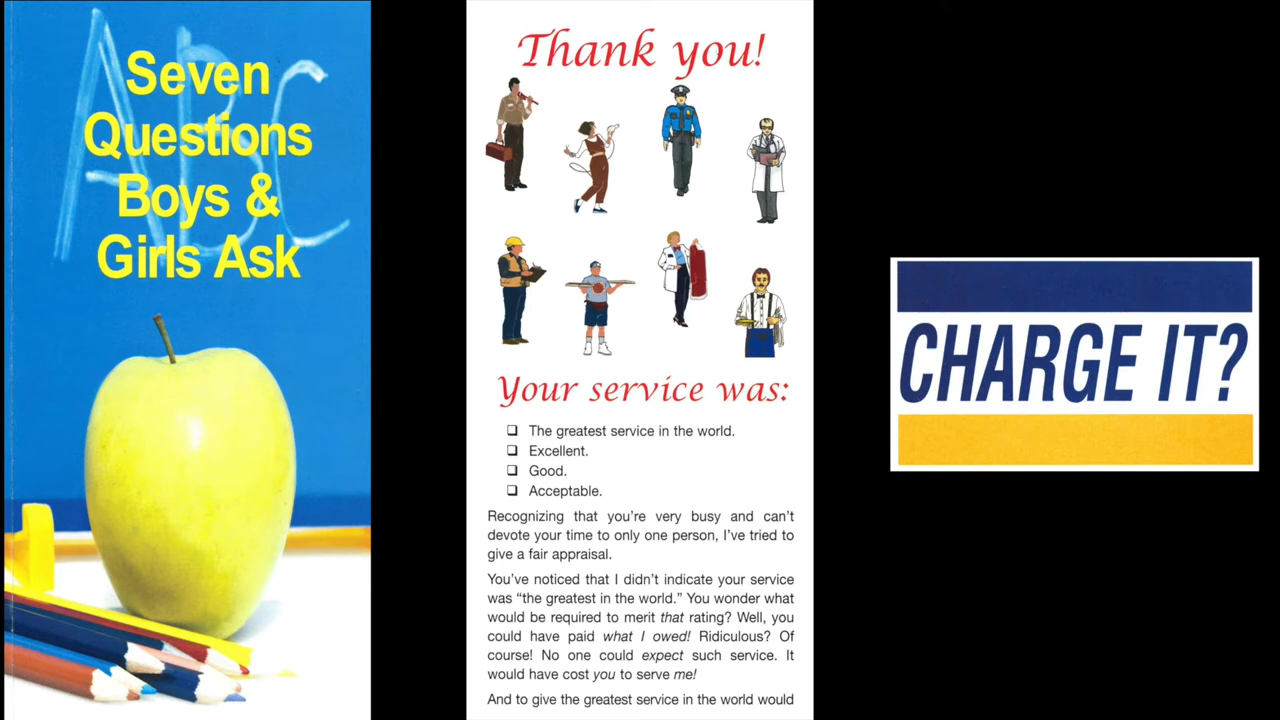 ABC
Seven
Questions
Boys &
Girls Ask
Thank you!
Your service was:
❑ The greatest service in the world.
❑ Excellent.
❑ Good.
❑ Acceptable.
Recognizing that you're very busy and can't
devote your time to only one person, I've tried to
give a fair appraisal.
You've noticed that I didn't indicate your service
was “the greatest in the world.” You wonder what
would be required to merit that rating? Well, you
could have paid what I owed! Ridiculous? Of
course! No one could expect such service. It
would have cost you to serve me!
And to give the greatest service in the world would
CHARGE IT?